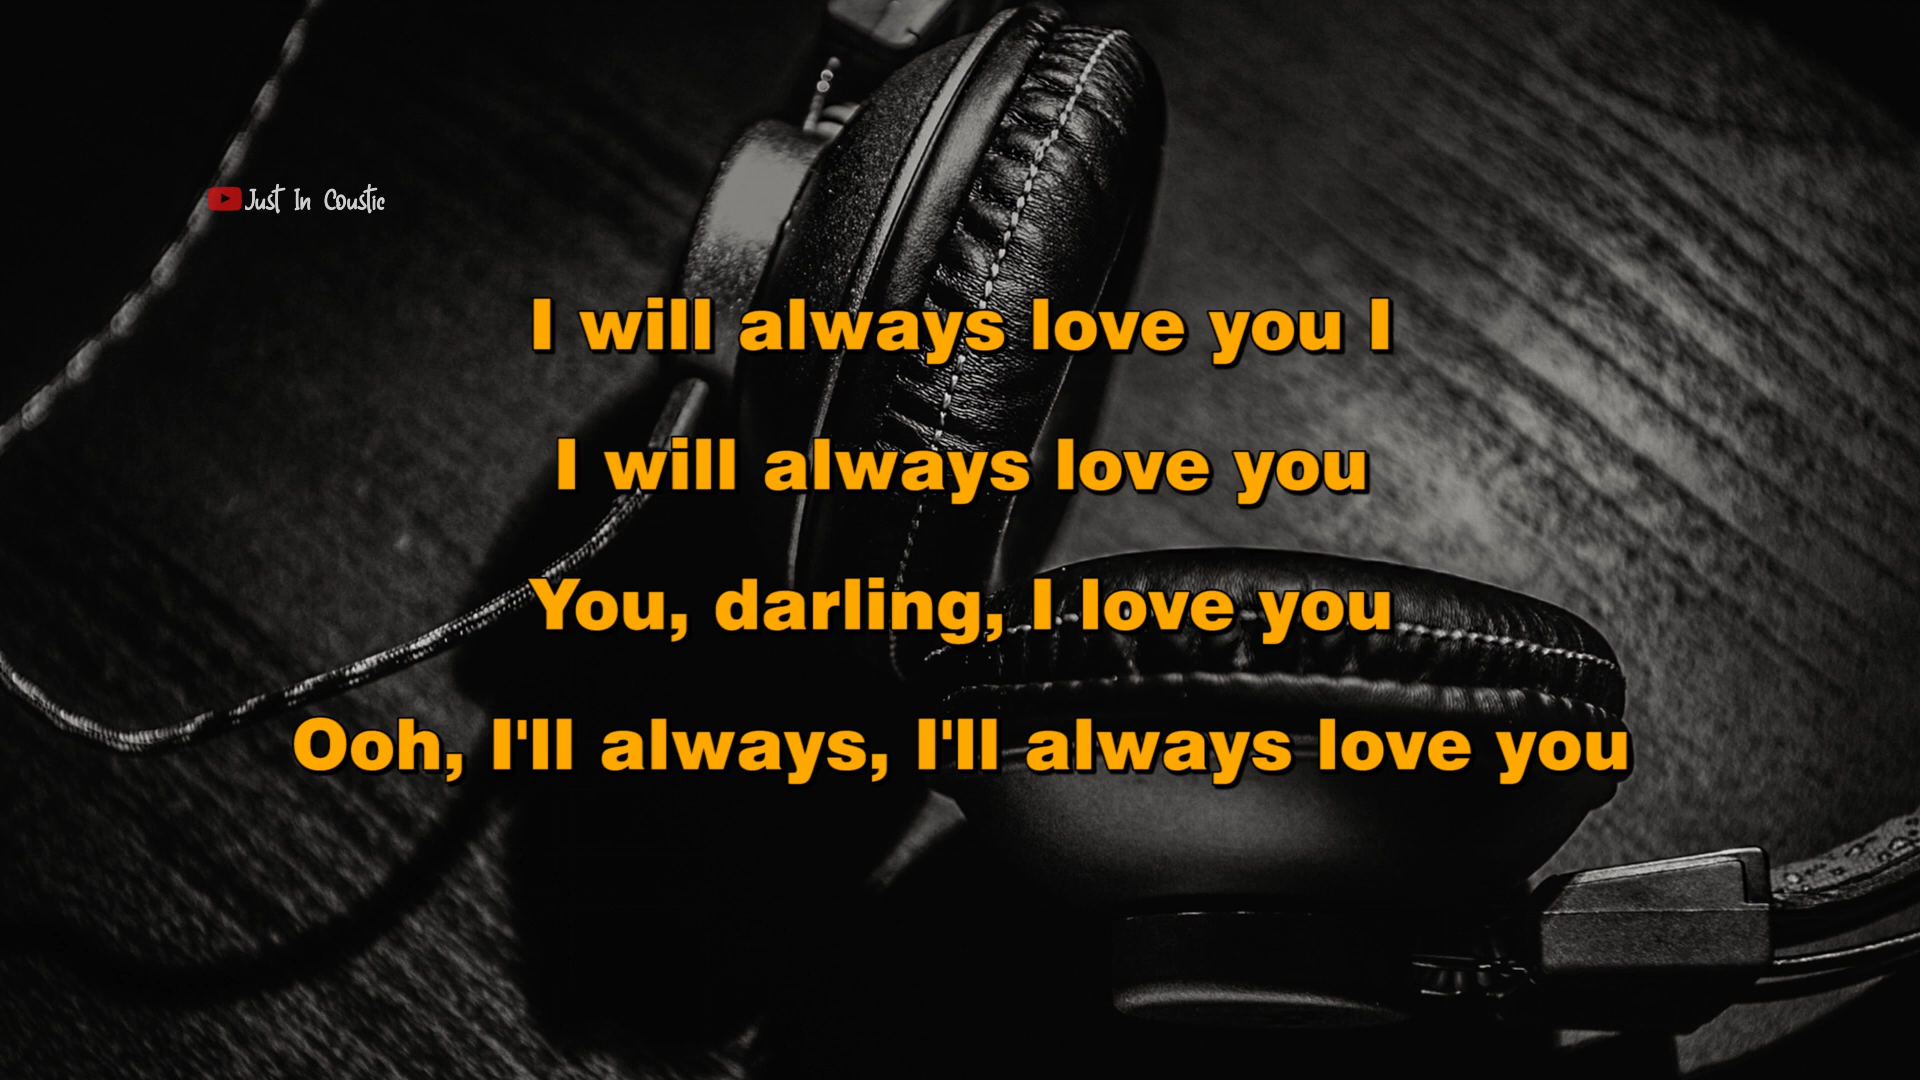 Just In Coustic
I will always love you I
I will always love you
You, darling, I love you
Ooh, I'll always, I'll always love you